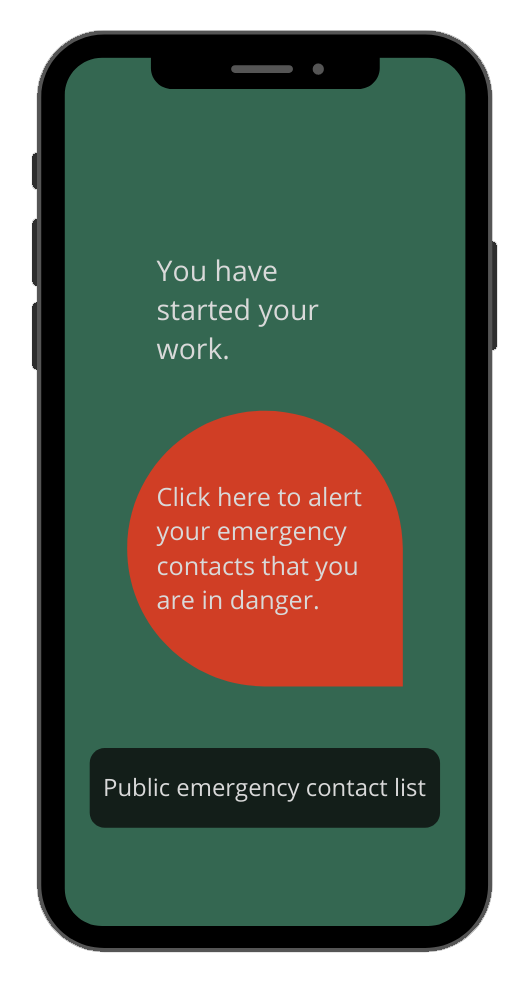 You have
started your
work.
Click here to alert
your emergency
contacts that you
are in danger.
Public emergency contact list